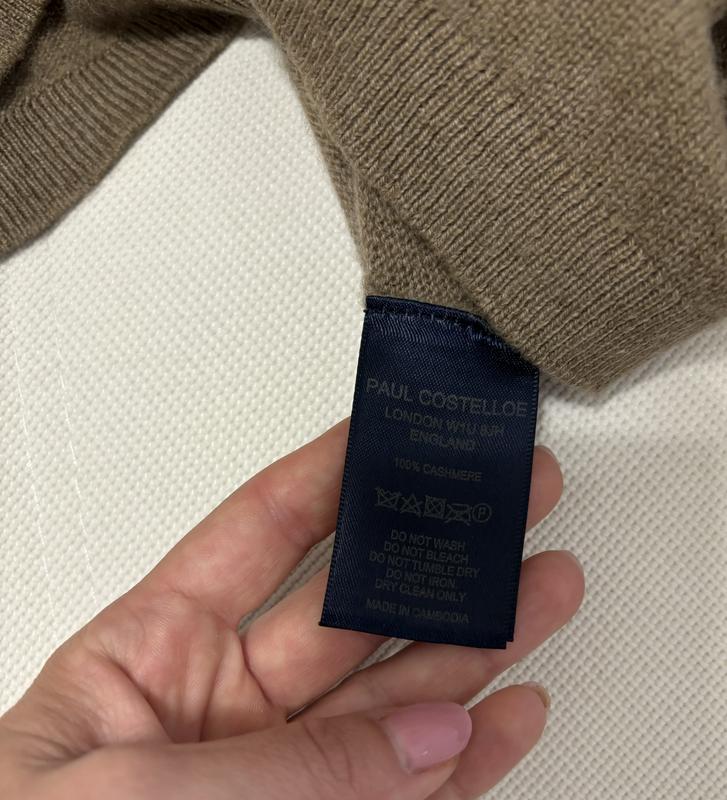 PAUL COSTELLOE
LONDON W1U 8JH
ENGLAND
100% CASHMERE
P
DO NOT WASH
DO NOT BLEACH
DO NOT TUMBLE DRY
DO NOT IRON
DRY CLEAN ONLY
MADE IN CAMBODIA